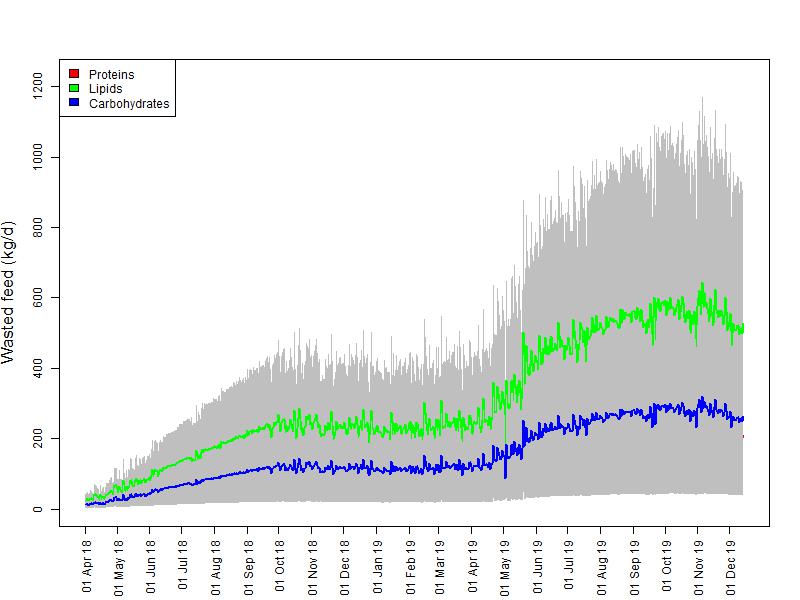 Proteins
Lipids
Carbohydrates
Wasted feed (kg/d)
1200
1000
800
600
400
200
0
01 Apr 18
01 May 18
01 Jun 18
01 Jul 18
01 Aug 18
01 Sep 18
01 Oct 18
01 Nov 18
01 Dec 18
01 Jan 19
01 Feb 19
01 Mar 19
01 Apr 19
01 May 19
01 Jun 19
01 Jul 19
01 Aug 19
01 Sep 19
01 Oct 19
01 Nov 19
01 Dec 19